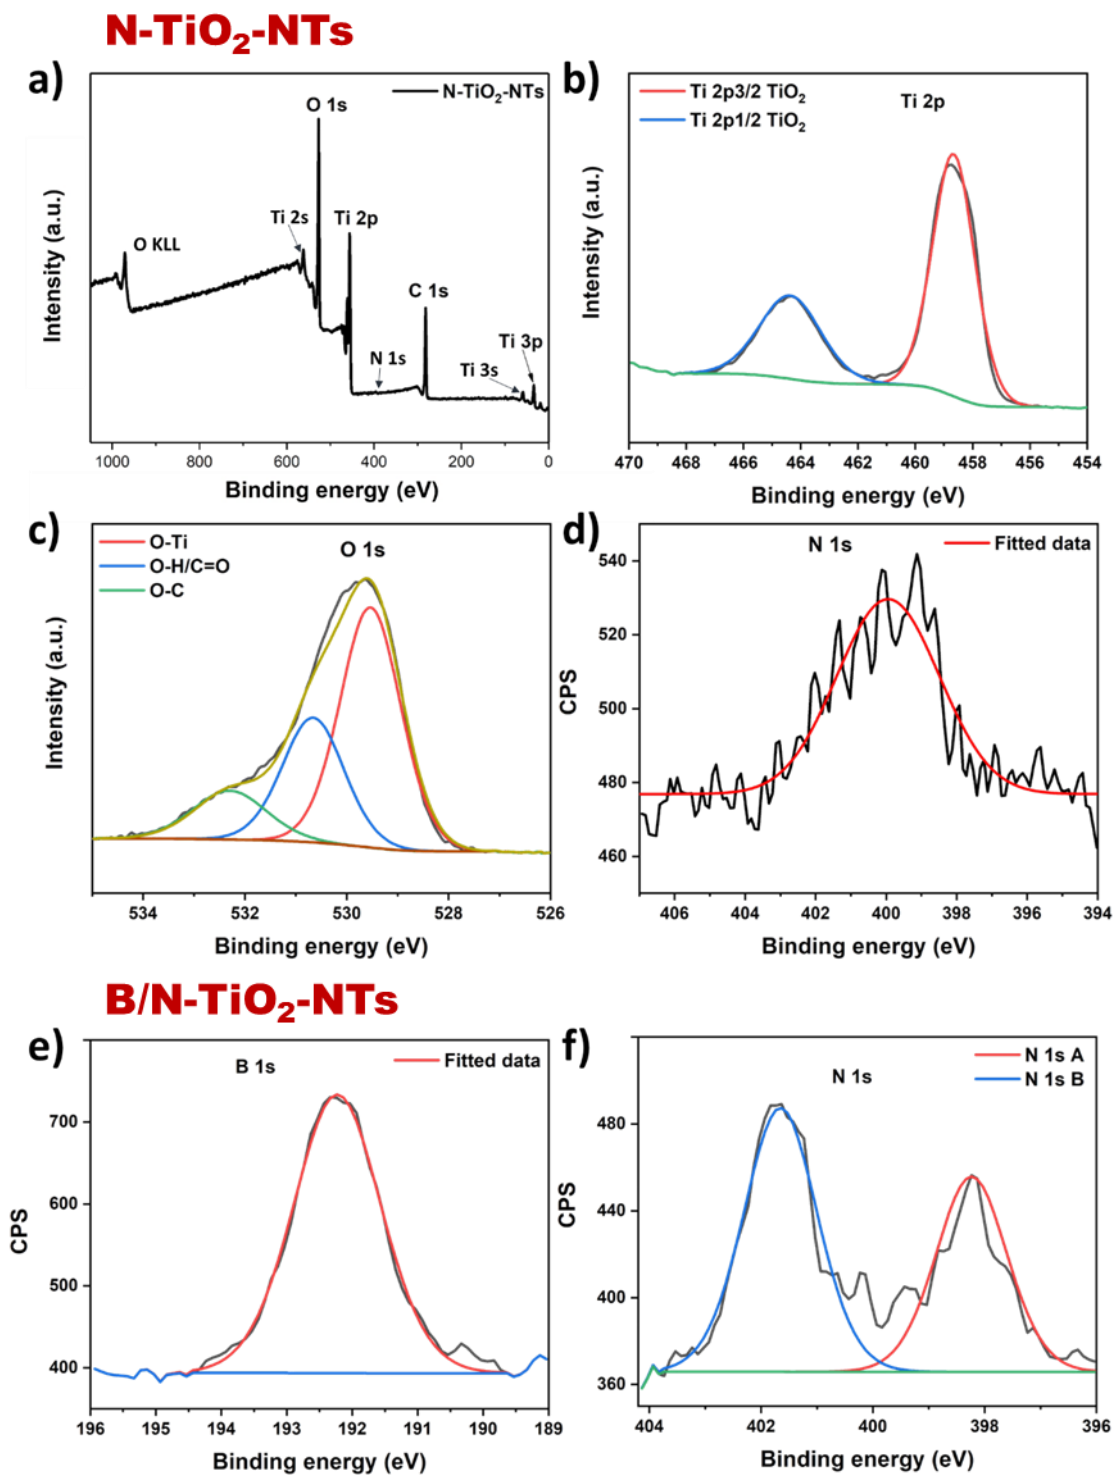 N-TiO₂-NTs
a)
N-TiO₂-NTs
O 1s
Ti 2s
Ti 2p
O KLL
C 1s
N 1s
Ti 3s
Ti 3p
Intensity (a.u.)
1000 800 600 400 200 0
Binding energy (eV)
b)
Ti 2p3/2 TiO₂
Ti 2p1/2 TiO₂
Ti 2p
Intensity (a.u.)
470 468 466 464 462 460 458 456 454
Binding energy (eV)
c)
O-Ti
O-H/C=O
O-C
O 1s
Intensity (a.u.)
534 532 530 528 526
Binding energy (eV)
d)
N 1s
Fitted data
CPS
540
520
500
480
460
406 404 402 400 398 396 394
Binding energy (eV)
B/N-TiO₂-NTs
e)
B 1s
Fitted data
CPS
700
600
500
400
196 195 194 193 192 191 190 189
Binding energy (eV)
f)
N 1s A
N 1s B
N 1s
CPS
480
440
400
360
404 402 400 398 396
Binding energy (eV)